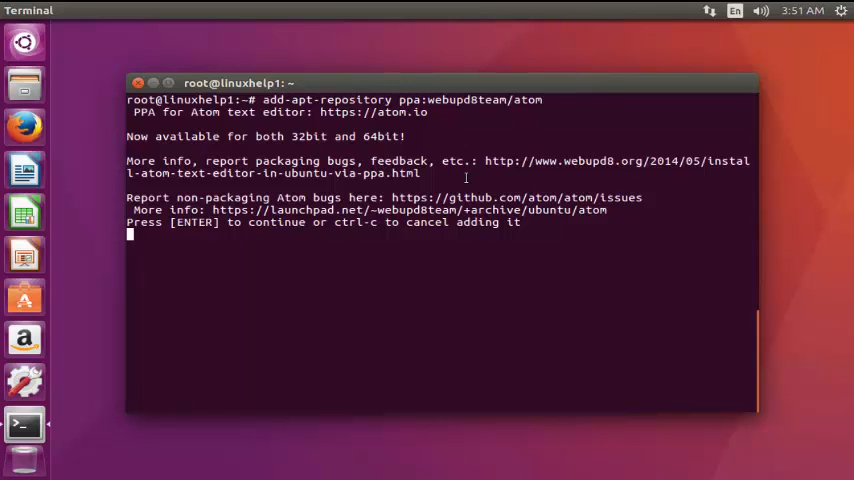 Terminal
En
3:51 AM
root@linuxhelp1: ~
root@linuxhelp1:~# add-apt-repository ppa:webupd8team/atom
PPA for Atom text editor: https://atom.io
Now available for both 32bit and 64bit!
More info, report packaging bugs, feedback, etc.: http://www.webupd8.org/2014/05/instal
l-atom-text-editor-in-ubuntu-via-ppa.html
Report non-packaging Atom bugs here: https://github.com/atom/atom/issues
More info: https://launchpad.net/~webupd8team/+archive/ubuntu/atom
Press [ENTER] to continue or ctrl-c to cancel adding it